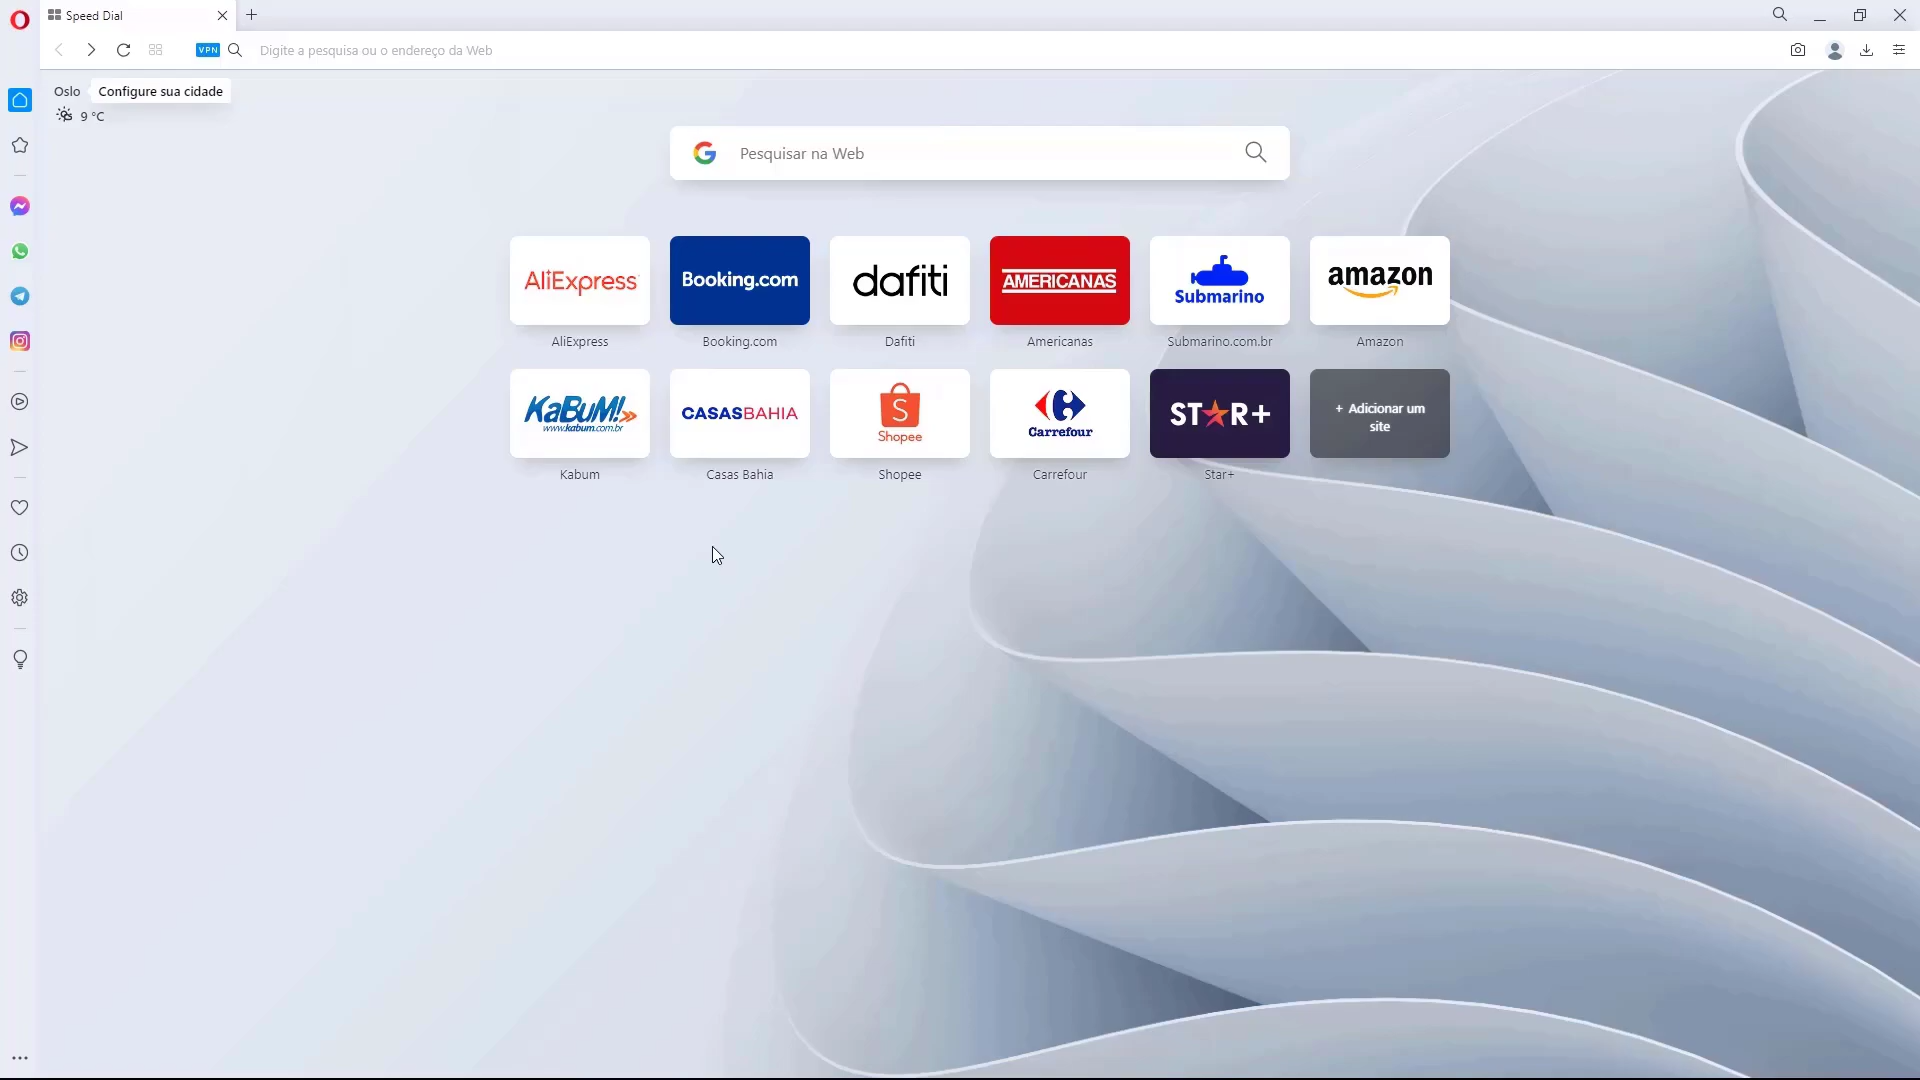 Speed Dial
VPN
Digite a pesquisa ou o endereço da Web
Oslo
Configure sua cidade
9 °C
Pesquisar na Web
AliExpress
Booking.com
dafiti
AMERICANAS
Submarino
amazon
AliExpress
Booking.com
Dafiti
Americanas
Submarino.com.br
Amazon
KaBuM!
www.kabum.com.br
CASASBAHIA
S
Shopee
Carrefour
ST★R+
+ Adicionar um
site
Kabum
Casas Bahia
Shopee
Carrefour
Star+